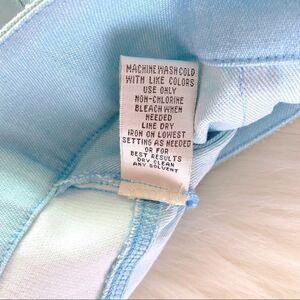 MACHINE WASH COLD
WITH LIKE COLORS
USE ONLY
NON-CHLORINE
BLEACH WHEN
NEEDED
LINE DRY
IRON ON LOWEST
SETTING AS NEEDED
OR FOR
BEST RESULTS
DRY CLEAN
ANY SOLVENT